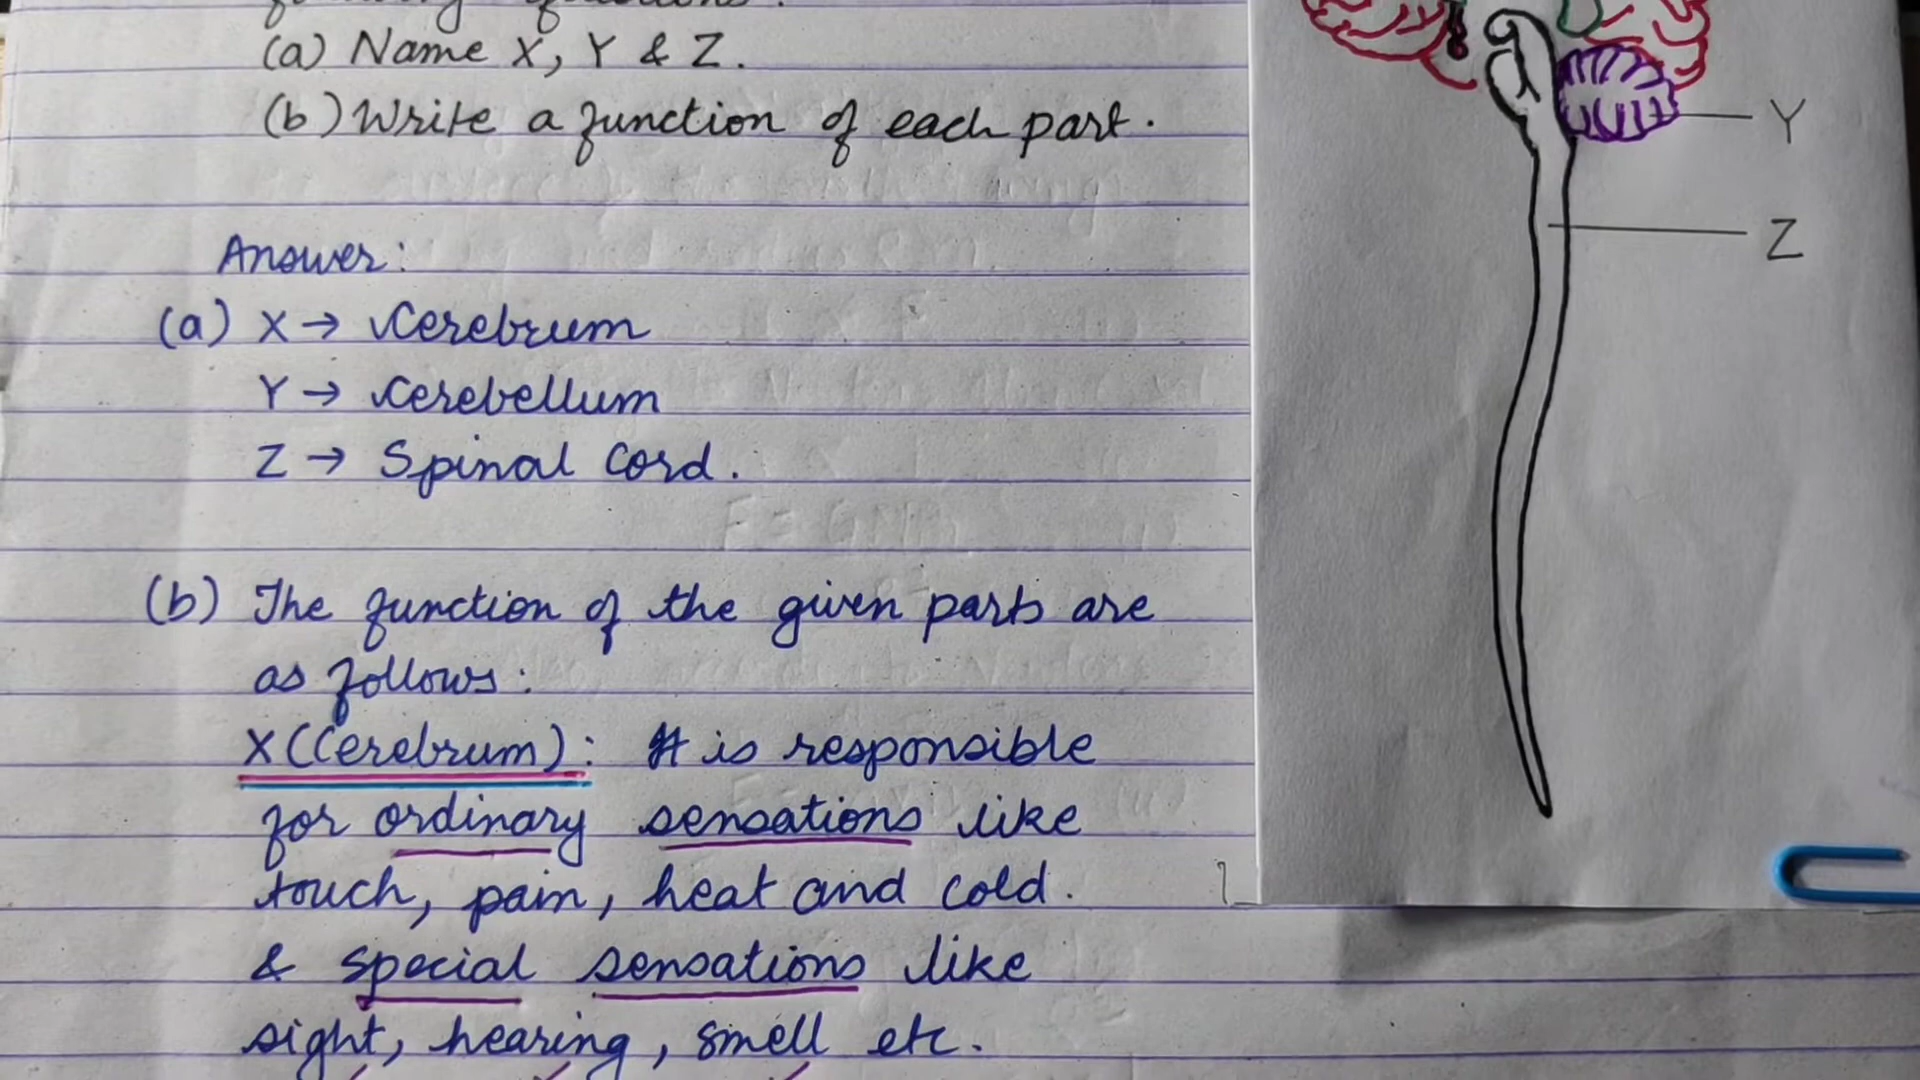 following questions:
(a) Name X, Y & Z.
(b) Write a function of each part.
Answer:
(a) X → Cerebrum
Y → Cerebellum
Z → Spinal Cord.
(b) The function of the given parts are
as follows:
X (Cerebrum): It is responsible
for ordinary sensations like
touch, pain, heat and cold.
& special sensations like
sight, hearing, smell etc.
Y
Z